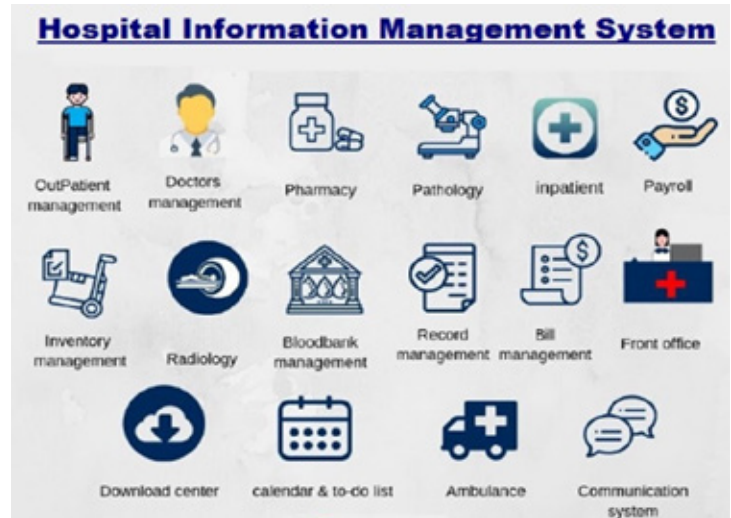 Hospital Information Management System
OutPatient
management
Doctors
management
Pharmacy
Pathology
inpatient
Payroll
$
Inventory
management
Radiology
Bloodbank
management
Record
management
Bill
management
$
Front office
Download center
calendar & to-do list
Ambulance
Communication
system